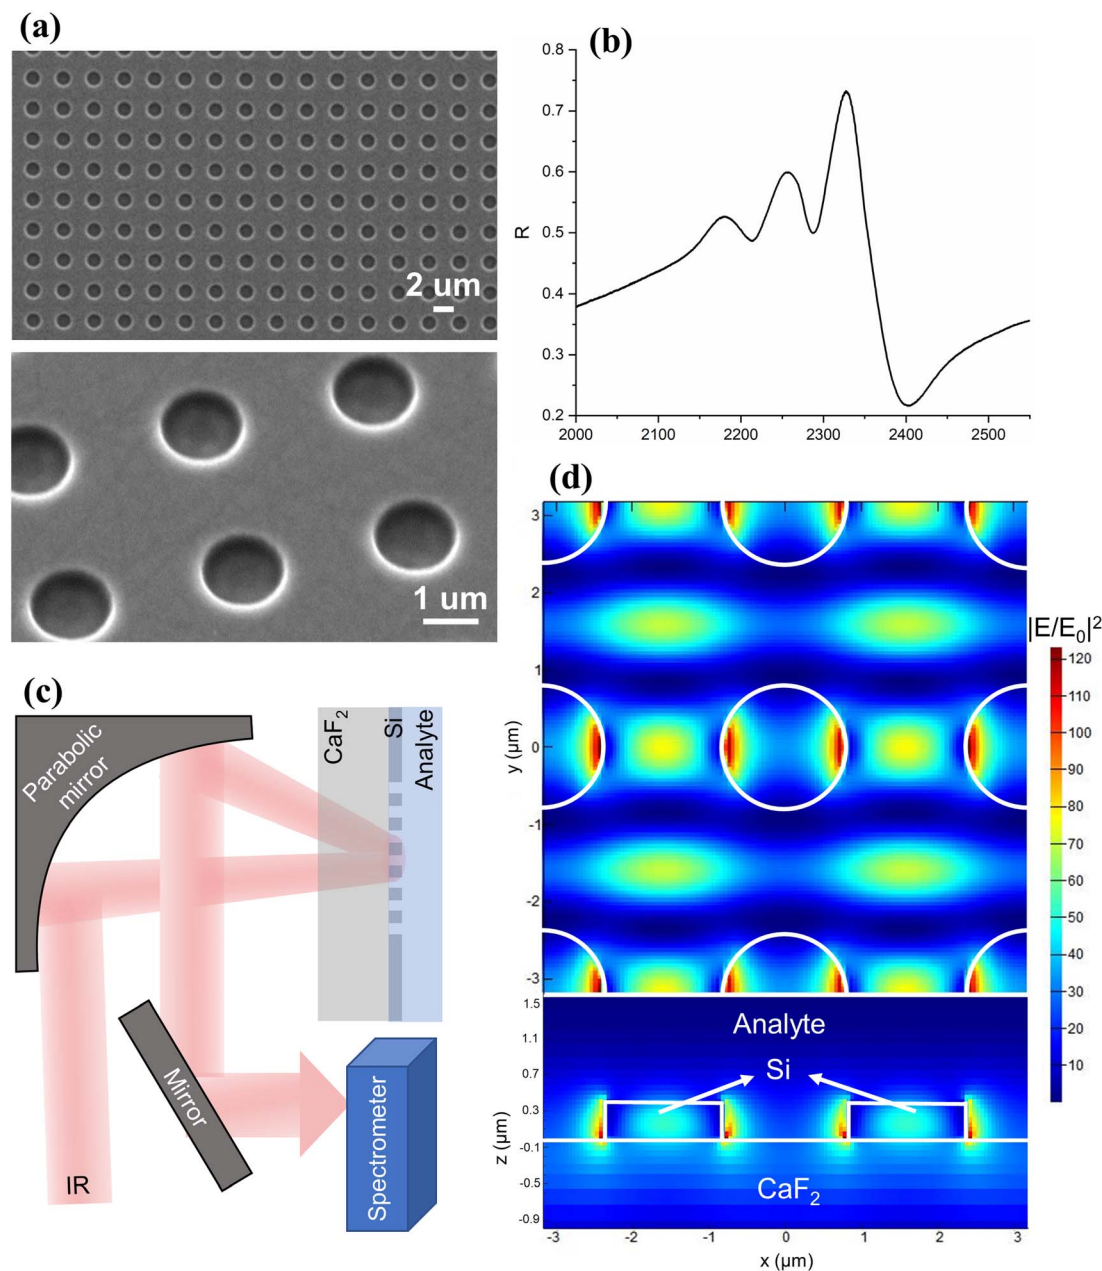 (a)
2 um
1 um
(b)
0.8
0.7
0.6
0.5
0.4
0.3
0.2
R
2000
2100
2200
2300
2400
2500
(c)
Parabolic
mirror
CaF2
Si
Analyte
Mirror
IR
Spectrometer
(d)
3
2
1
0
-1
-2
-3
y (µm)
|E/E0|²
120
110
100
90
80
70
60
50
40
30
20
10
1.5
1.1
0.7
0.3
-0.1
-0.5
-0.9
z (µm)
Analyte
Si
CaF2
-3
-2
-1
0
1
2
3
x (µm)